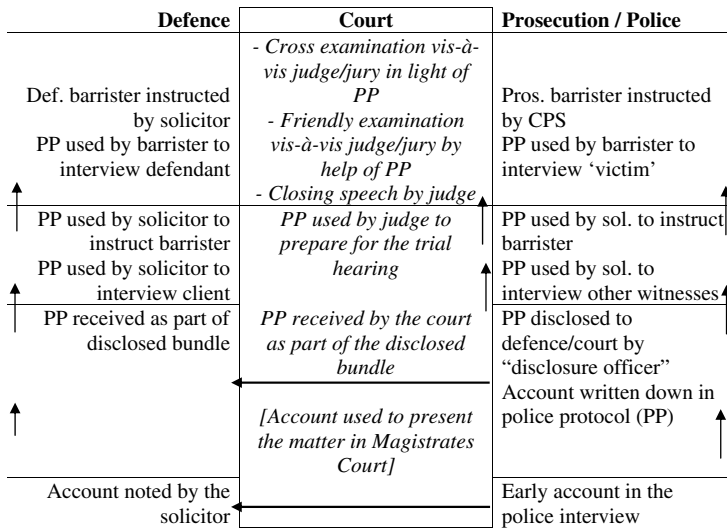 Defence
Court
Prosecution / Police
Def. barrister instructed
by solicitor
PP used by barrister to
interview defendant
- Cross examination vis-à-
vis judge/jury in light of
PP
- Friendly examination
vis-à-vis judge/jury by
help of PP
- Closing speech by judge
Pros. barrister instructed
by CPS
PP used by barrister to
interview ‘victim’
PP used by solicitor to
instruct barrister
PP used by solicitor to
interview client
PP used by judge to
prepare for the trial
hearing
PP used by sol. to instruct
barrister
PP used by sol. to
interview other witnesses
PP received as part of
disclosed bundle
PP received by the court
as part of the disclosed
bundle
[Account used to present
the matter in Magistrates
Court]
PP disclosed to
defence/court by
“disclosure officer”
Account written down in
police protocol (PP)
Account noted by the
solicitor
Early account in the
police interview